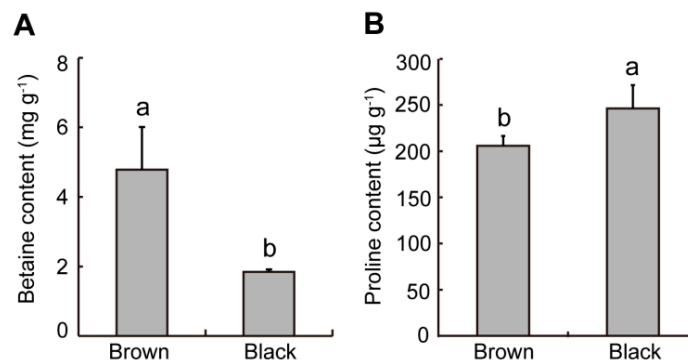 A
Betaine content (mg g⁻¹)
8
6
4
2
0
a
b
Brown
Black
B
Proline content (µg g⁻¹)
300
250
200
150
100
50
0
b
a
Brown
Black